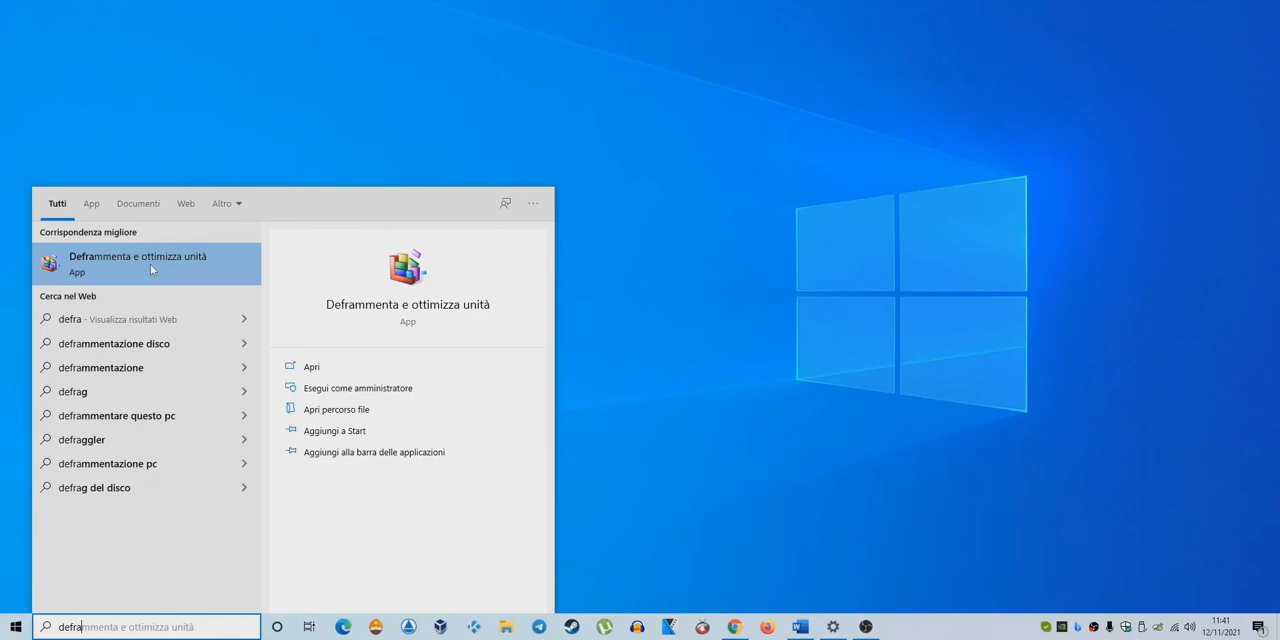 Tutti App Documenti Web Altro ...
Corrispondenza migliore
Deframmenta e ottimizza unità
App
Cerca nel Web
defra - Visualizza risultati Web
deframmentazione disco
deframmentazione
defrag
deframmentare questo pc
defraggler
deframmentazione pc
defrag del disco
Deframmenta e ottimizza unità
App
Apri
Esegui come amministratore
Apri percorso file
Aggiungi a Start
Aggiungi alla barra delle applicazioni
deframmenta e ottimizza unità
11:41
12/11/2021